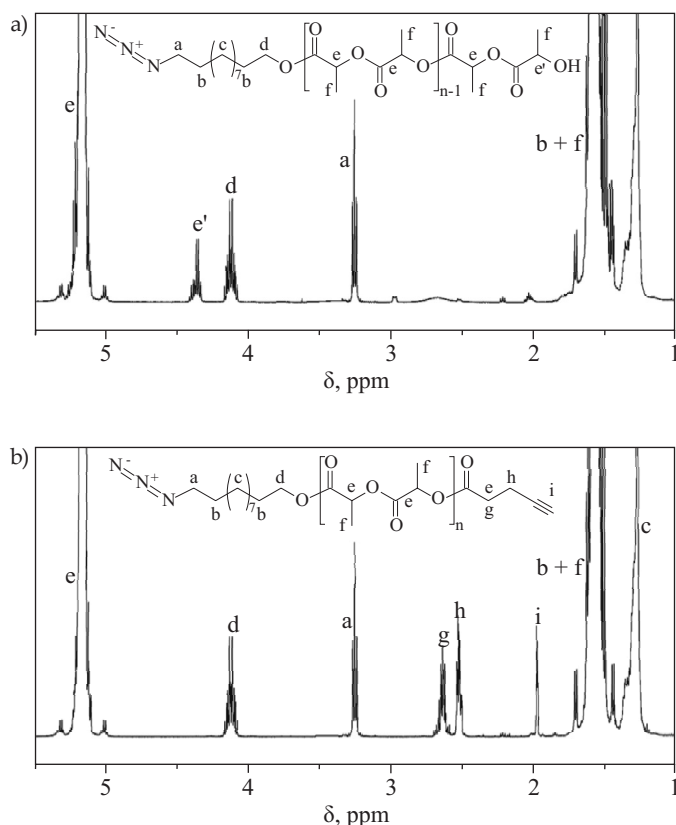 a)
N⁻ N⁺ N a b (c)7 b d O [ O e O f e O f O ]n-1 O e O f O e' f OH
e
e'
d
a
b + f
5 4 3 2 1
δ, ppm
b)
N⁻ N⁺ N a b (c)7 b d O [ O e O f e O f O ]n O e g h i
e
d
a
g
h
i
b + f
c
5 4 3 2 1
δ, ppm